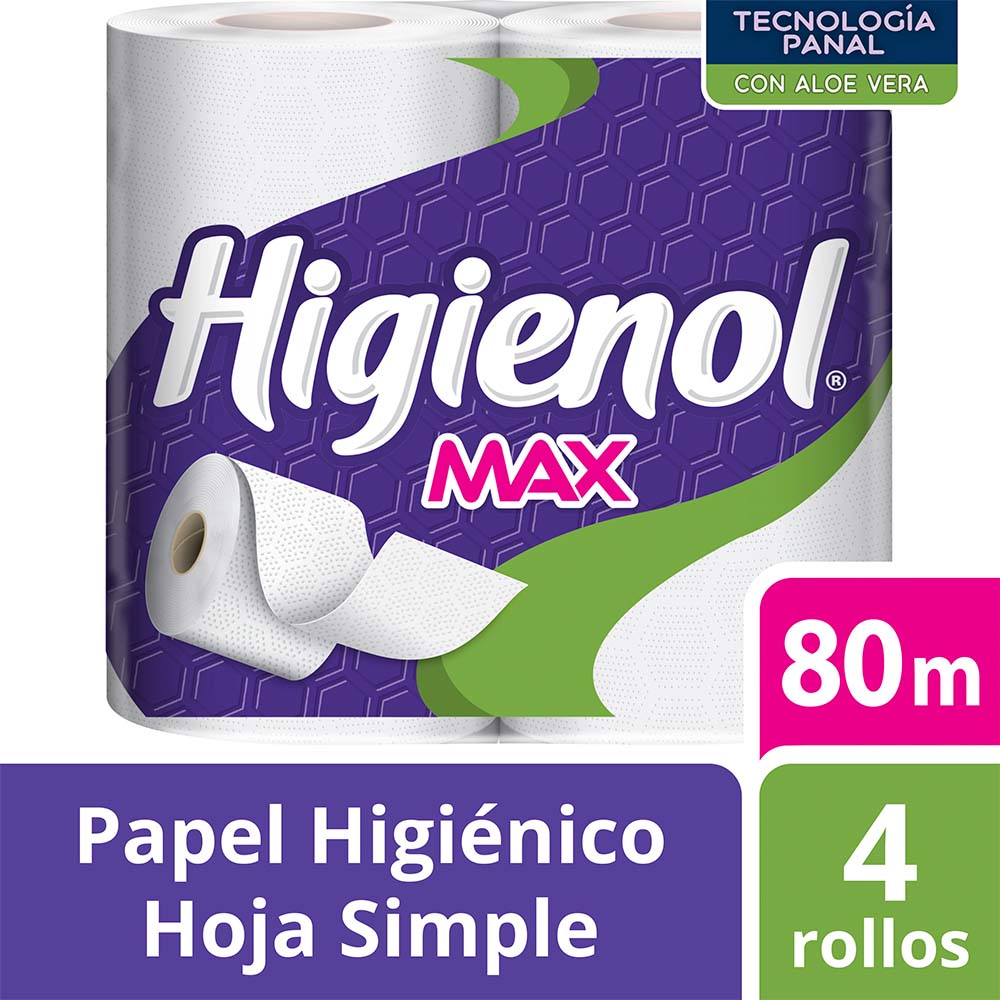 TECNOLOGÍA
PANAL
CON ALOE VERA
Higienol®
MAX
80m
Papel Higiénico
Hoja Simple
4
rollos